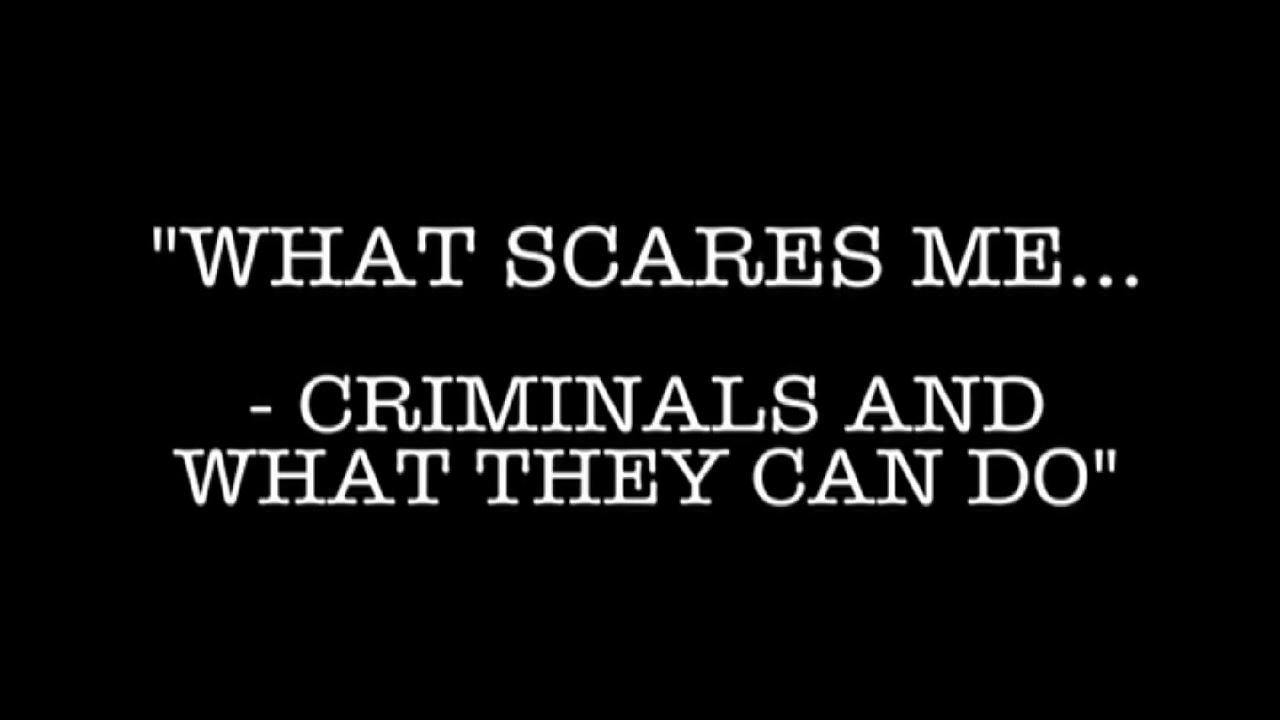 "WHAT SCARES ME...
- CRIMINALS AND
WHAT THEY CAN DO"